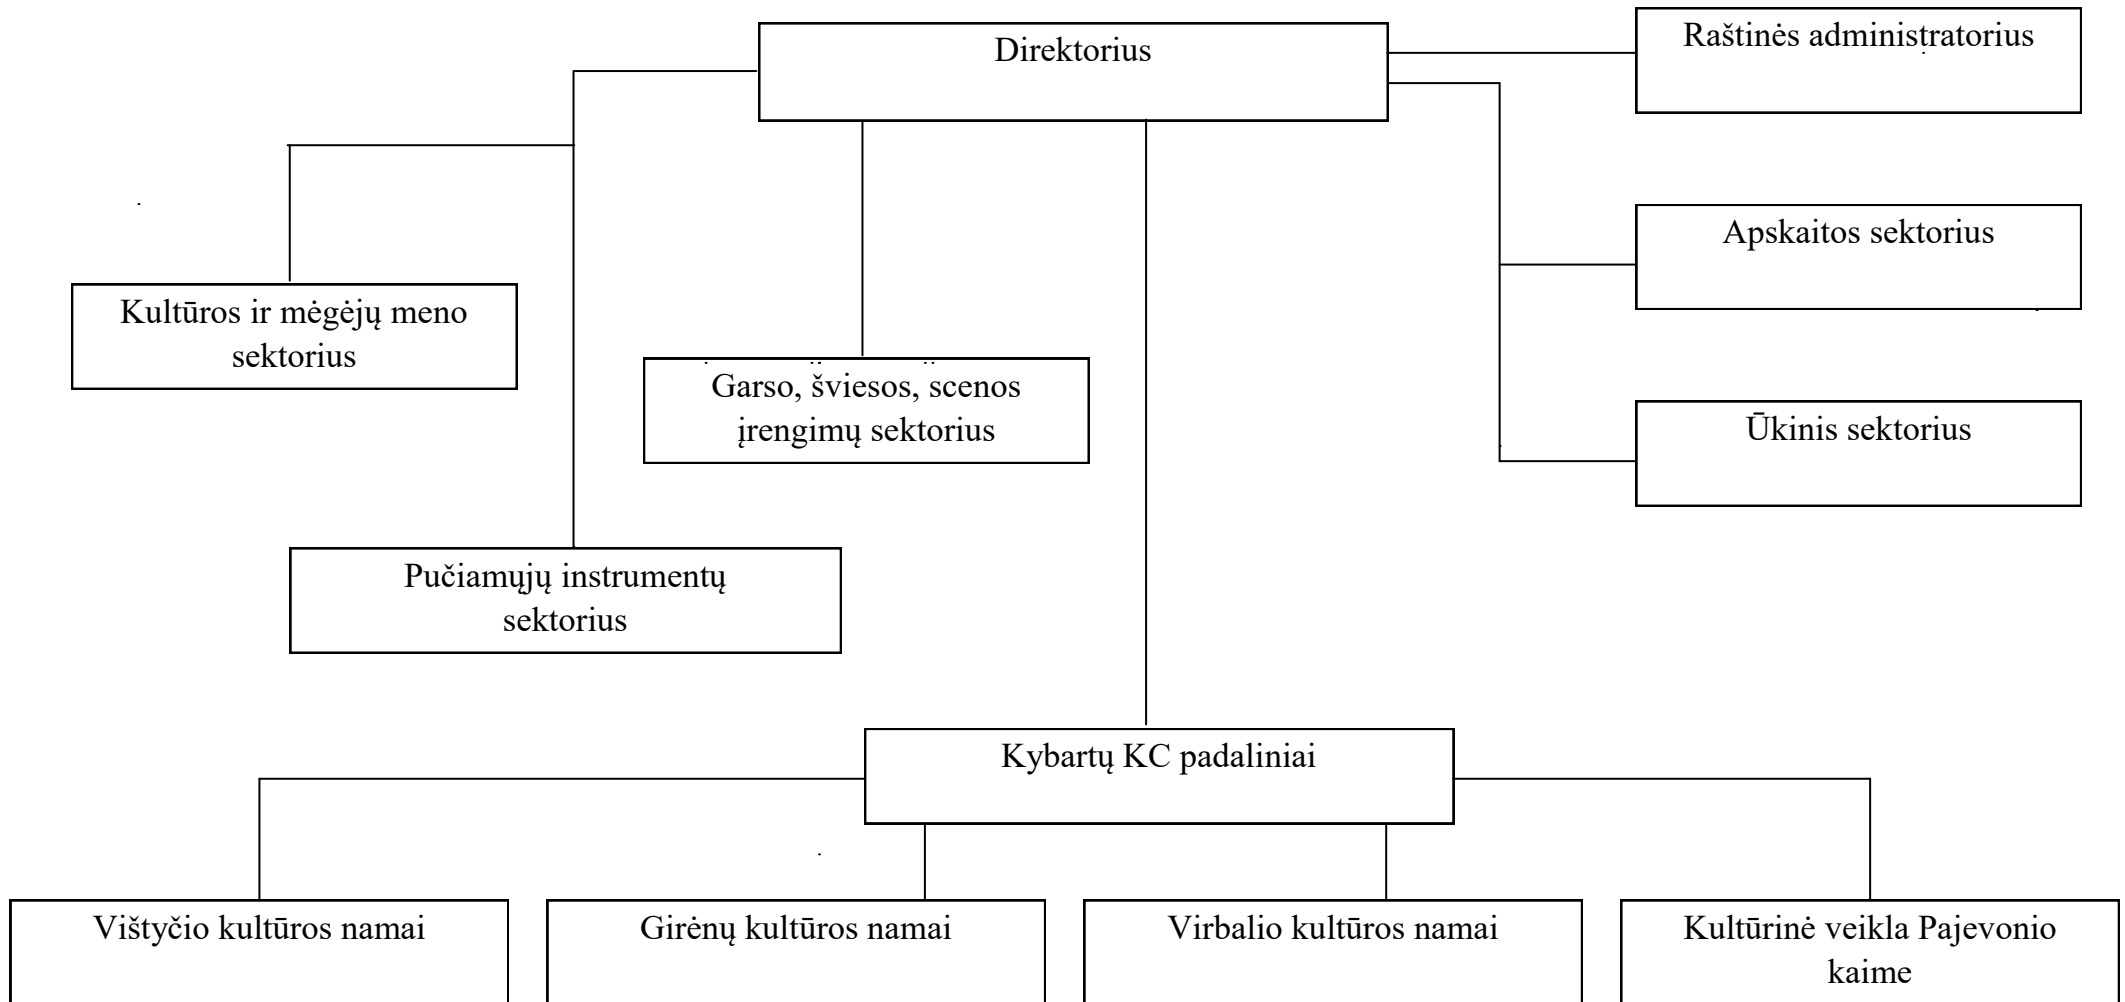 Direktorius
Raštinės administratorius
Apskaitos sektorius
Kultūros ir mėgėjų meno
sektorius
Garso, šviesos, scenos
įrengimų sektorius
Ūkinis sektorius
Pučiamųjų instrumentų
sektorius
Kybartų KC padaliniai
Vištyčio kultūros namai
Girėnų kultūros namai
Virbalio kultūros namai
Kultūrinė veikla Pajevonio
kaime